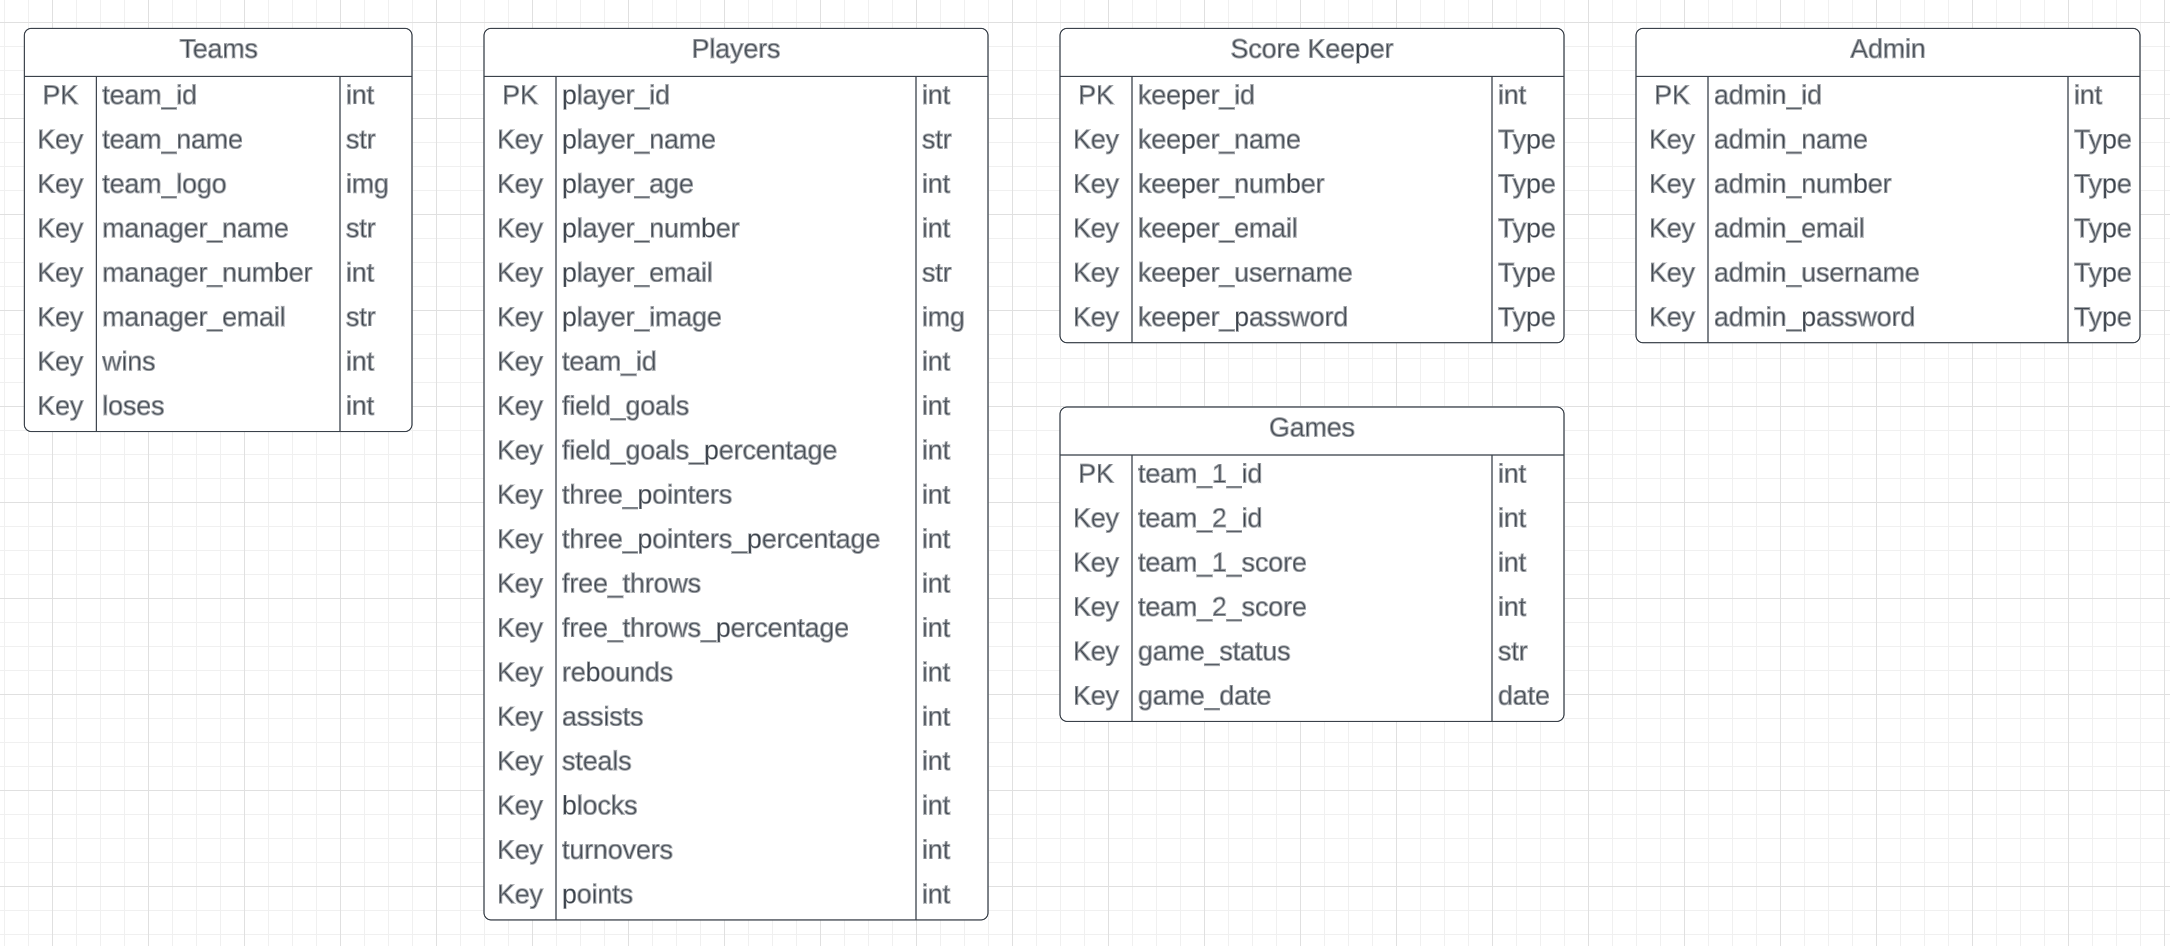 Teams
PK team_id int
Key team_name str
Key team_logo img
Key manager_name str
Key manager_number int
Key manager_email str
Key wins int
Key loses int
Players
PK player_id int
Key player_name str
Key player_age int
Key player_number int
Key player_email str
Key player_image img
Key team_id int
Key field_goals int
Key field_goals_percentage int
Key three_pointers int
Key three_pointers_percentage int
Key free_throws int
Key free_throws_percentage int
Key rebounds int
Key assists int
Key steals int
Key blocks int
Key turnovers int
Key points int
Score Keeper
PK keeper_id int
Key keeper_name Type
Key keeper_number Type
Key keeper_email Type
Key keeper_username Type
Key keeper_password Type
Games
PK team_1_id int
Key team_2_id int
Key team_1_score int
Key team_2_score int
Key game_status str
Key game_date date
Admin
PK admin_id int
Key admin_name Type
Key admin_number Type
Key admin_email Type
Key admin_username Type
Key admin_password Type